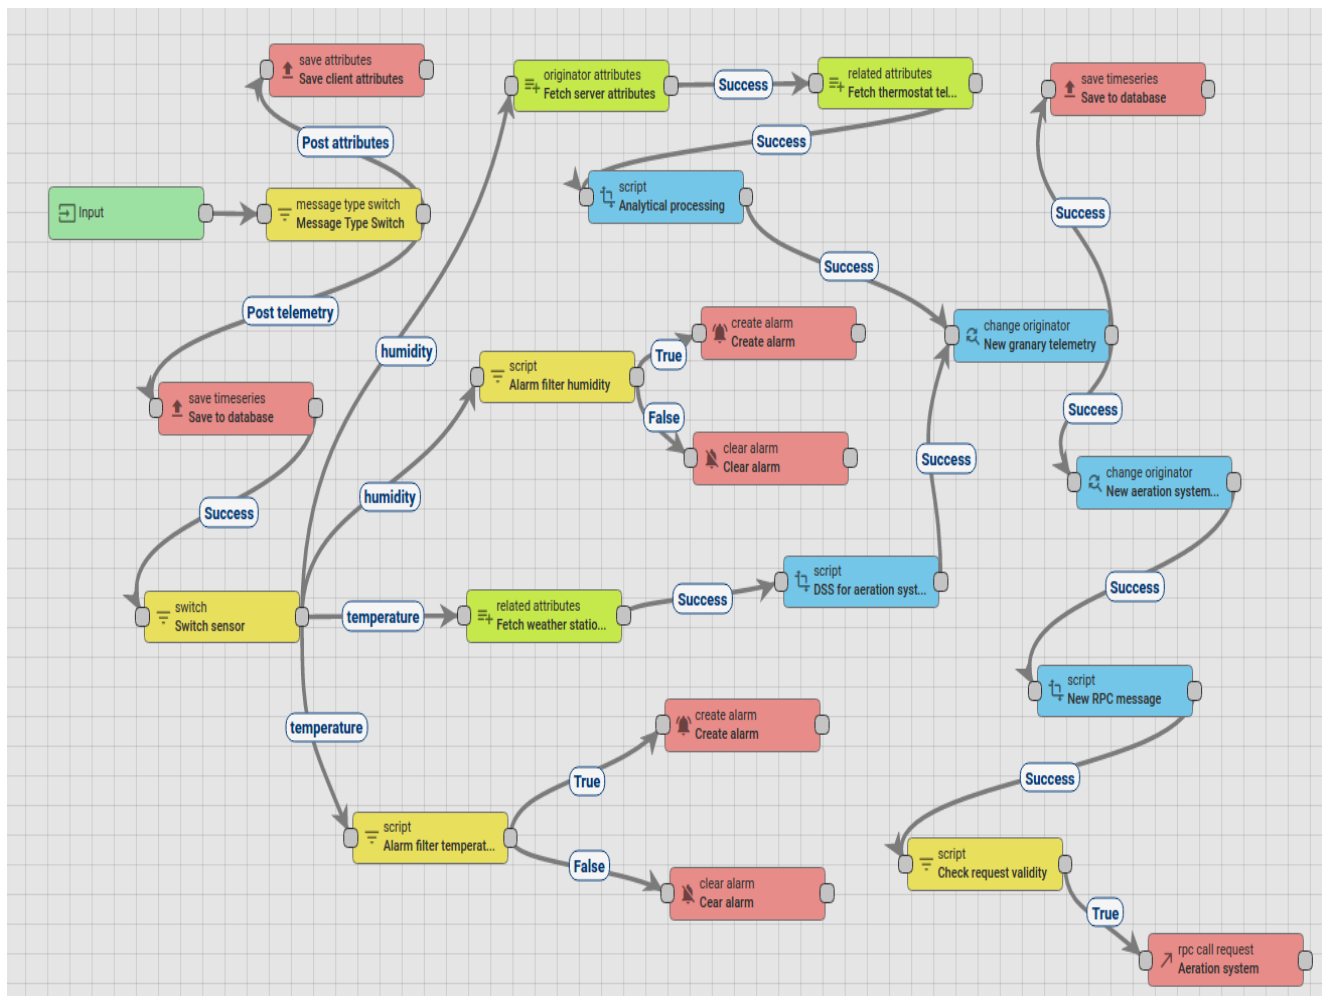 save attributes
Save client attributes
originator attributes
Fetch server attributes
Success
related attributes
Fetch thermostat tel...
save timeseries
Save to database
Post attributes
Success
script
Analytical processing
Input
message type switch
Message Type Switch
Success
Success
Post telemetry
humidity
create alarm
Create alarm
change originator
New granary telemetry
True
script
Alarm filter humidity
save timeseries
Save to database
False
Success
clear alarm
Clear alarm
Success
change originator
New aeration system...
humidity
Success
script
DSS for aeration syst...
Success
Success
switch
Switch sensor
temperature
related attributes
Fetch weather statio...
script
New RPC message
temperature
create alarm
Create alarm
True
Success
script
Alarm filter temperat...
False
script
Check request validity
clear alarm
Cear alarm
True
rpc call request
Aeration system